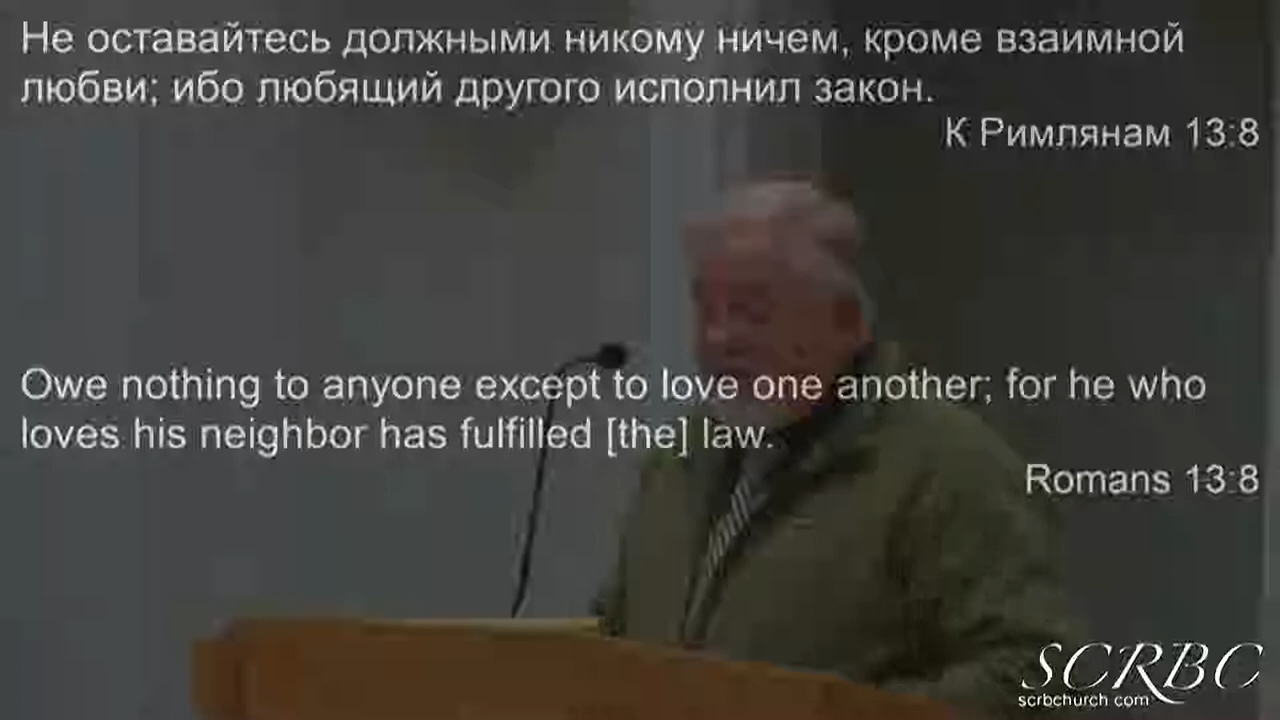 Не оставайтесь должными никому ничем, кроме взаимной
любви; ибо любящий другого исполнил закон.
К Римлянам 13:8
Owe nothing to anyone except to love one another; for he who
loves his neighbor has fulfilled [the] law.
Romans 13:8
SCRBC
scrbchurch.com